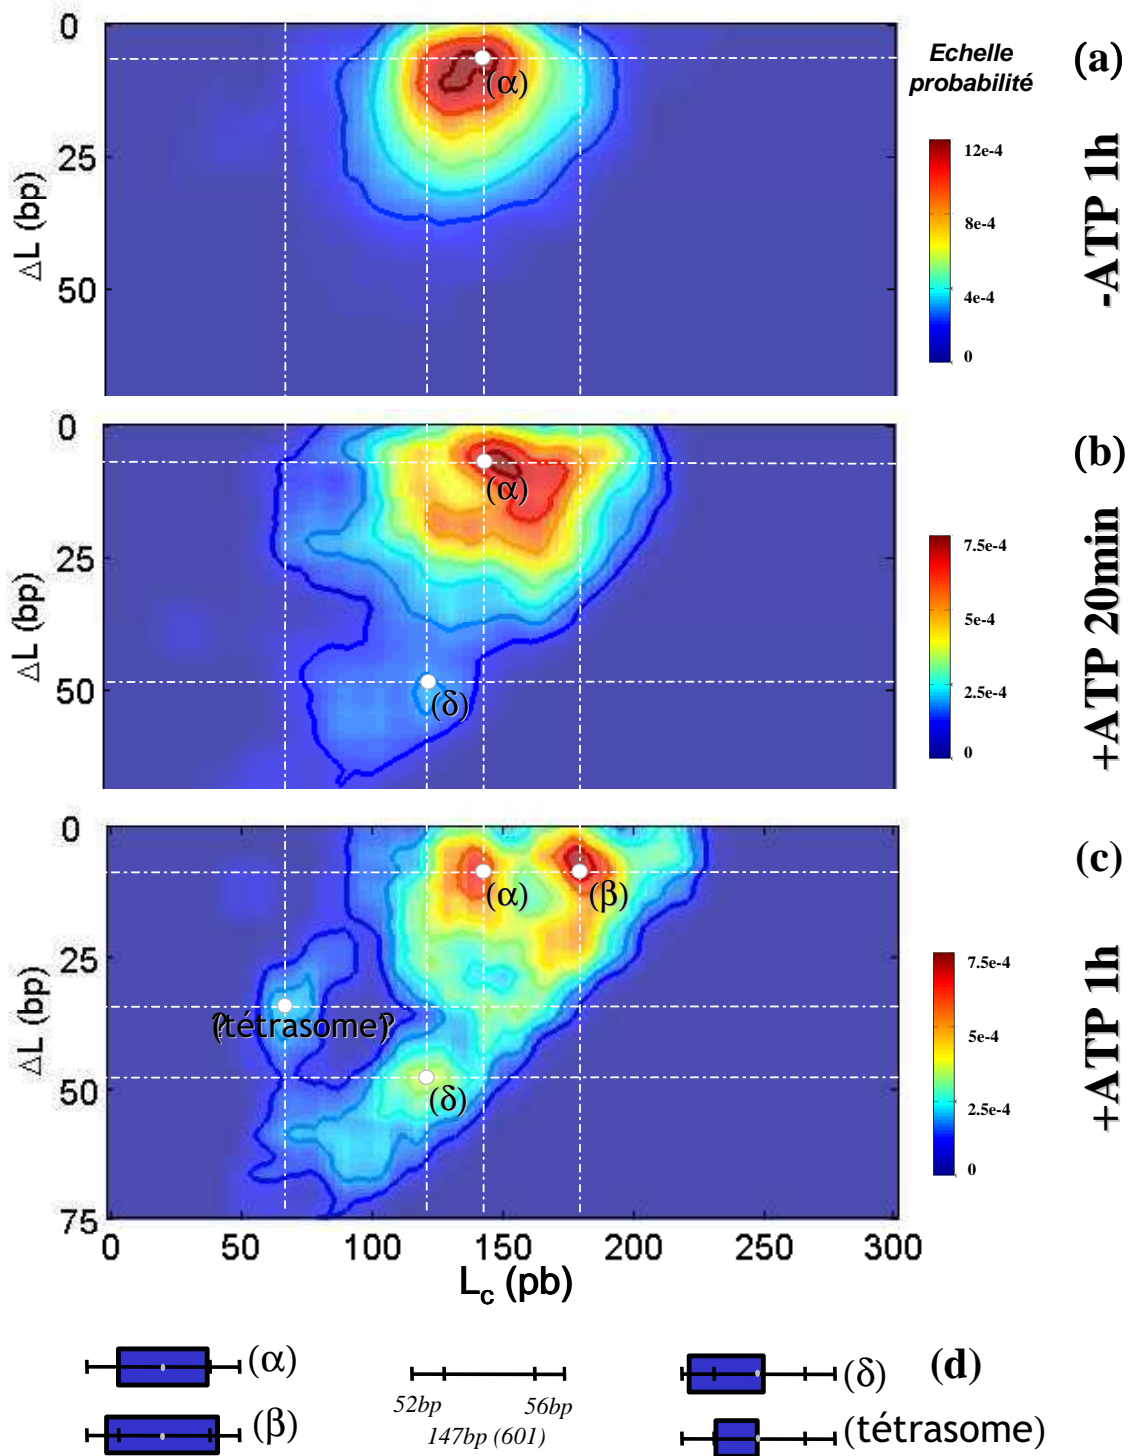 0
25
50
ΔL (bp)
(α)
Echelle
probabilité
12e-4
8e-4
4e-4
0
(a)
-ATP 1h
0
25
50
ΔL (bp)
(α)
(δ)
7.5e-4
5e-4
2.5e-4
0
(b)
+ATP 20min
0
25
50
75
ΔL (bp)
(α)
(β)
?(tétrasome)?
(δ)
7.5e-4
5e-4
2.5e-4
0
(c)
+ATP 1h
0 50 100 150 200 250 300
Lc (pb)
(α)
(β)
52bp 56bp
147bp (601)
(δ)
(tétrasome)
(d)